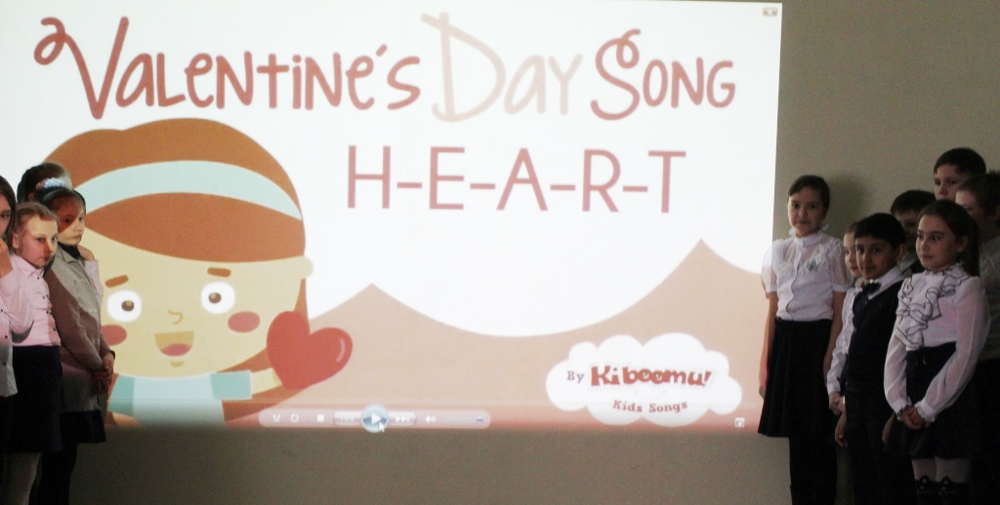 Valentine's Day Song
H-E-A-R-T
By Kiboomu!
Kids Songs